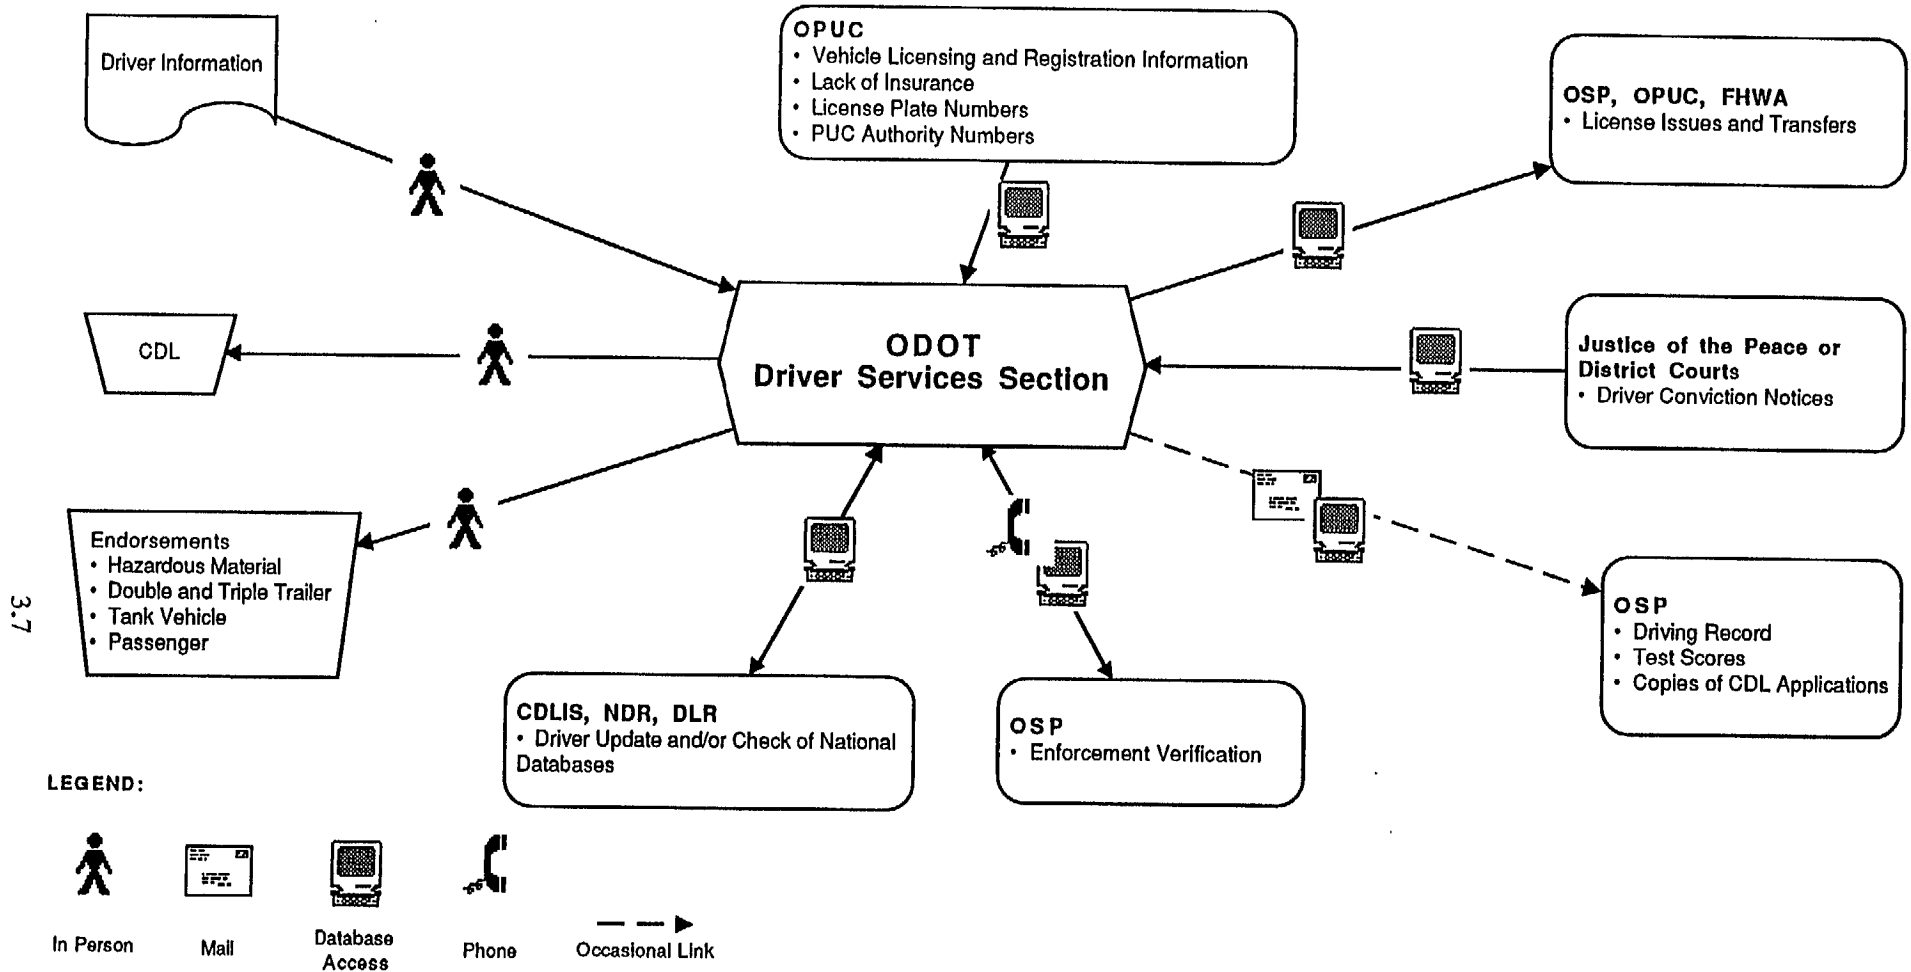 Driver Information
OPUC
• Vehicle Licensing and Registration Information
• Lack of Insurance
• License Plate Numbers
• PUC Authority Numbers
OSP, OPUC, FHWA
• License Issues and Transfers
CDL
ODOT
Driver Services Section
Justice of the Peace or
District Courts
• Driver Conviction Notices
Endorsements
• Hazardous Material
• Double and Triple Trailer
• Tank Vehicle
• Passenger
CDLIS, NDR, DLR
• Driver Update and/or Check of National
Databases
OSP
• Enforcement Verification
OSP
• Driving Record
• Test Scores
• Copies of CDL Applications
3.7
LEGEND:
In Person
Mail
Database
Access
Phone
Occasional Link